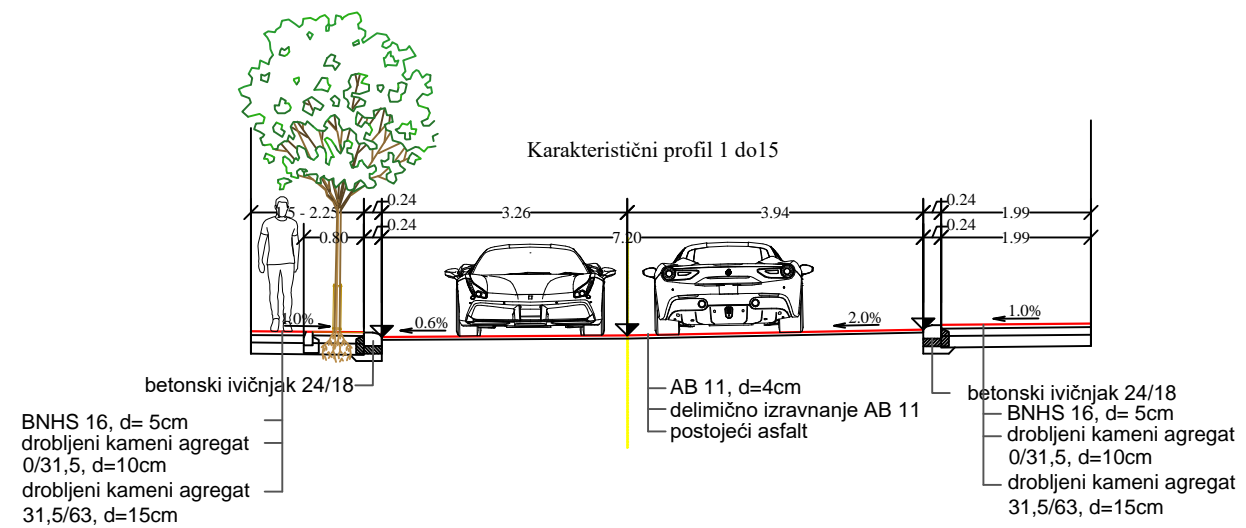 Karakteristični profil 1 do15
0.24
- 2.25
3.26
3.94
0.24
1.99
0.24
0.80
7.20
0.24
1.99
1.0%
0.6%
2.0%
1.0%
betonski ivičnjak 24/18
BNHS 16, d= 5cm
drobljeni kameni agregat
0/31,5, d=10cm
drobljeni kameni agregat
31,5/63, d=15cm
AB 11, d=4cm
delimično izravnanje AB 11
postojeći asfalt
betonski ivičnjak 24/18
BNHS 16, d= 5cm
drobljeni kameni agregat
0/31,5, d=10cm
drobljeni kameni agregat
31,5/63, d=15cm